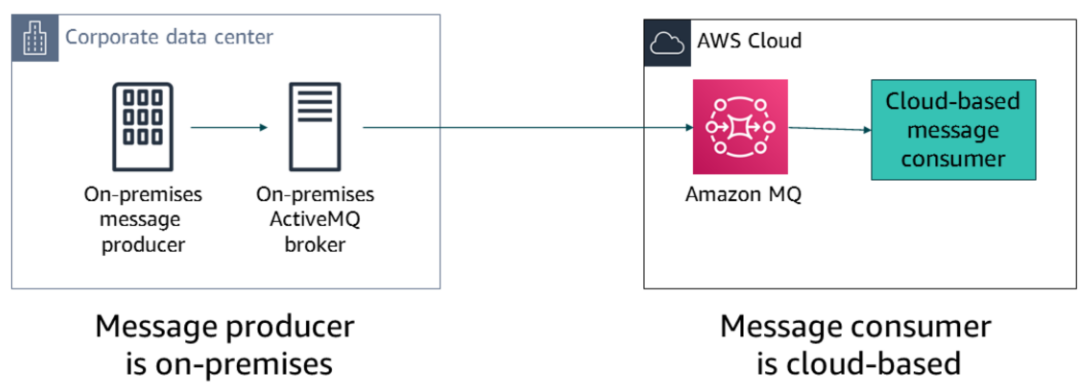 Corporate data center
On-premises
message
producer
On-premises
ActiveMQ
broker
AWS Cloud
Amazon MQ
Cloud-based
message
consumer
Message producer
is on-premises
Message consumer
is cloud-based